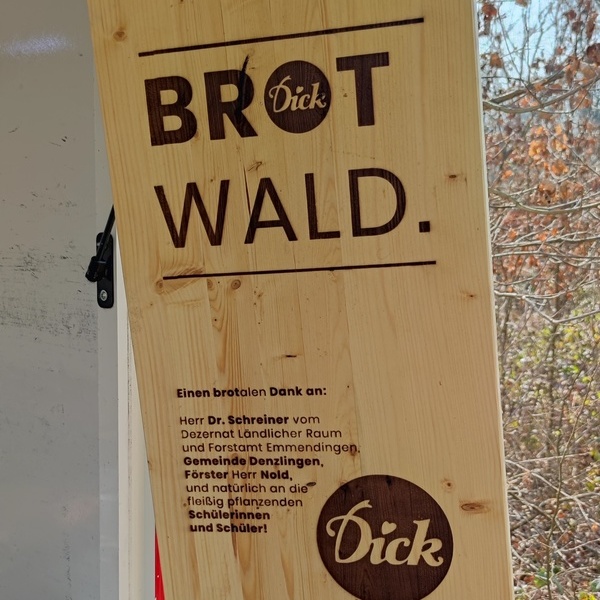 BROT
Dick
WALD.
Einen brotalen Dank an:
Herr Dr. Schreiner vom
Dezernat Ländlicher Raum
und Forstamt Emmendingen,
Gemeinde Denzlingen,
Förster Herr Nold,
und natürlich an die
fleißig pflanzenden
Schülerinnen
und Schüler!
Dick